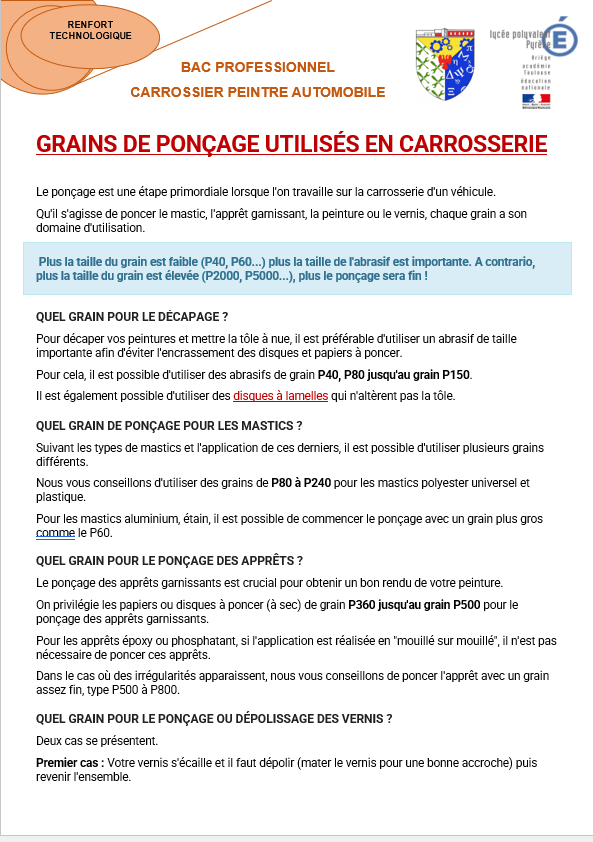 RENFORT
TECHNOLOGIQUE
lycée polyvalent
Pyrène
Ariège
académie
Toulouse
éducation
nationale
BAC PROFESSIONNEL
CARROSSIER PEINTRE AUTOMOBILE
GRAINS DE PONÇAGE UTILISÉS EN CARROSSERIE
Le ponçage est une étape primordiale lorsque l'on travaille sur la carrosserie d'un véhicule.
Qu'il s'agisse de poncer le mastic, l'apprêt garnissant, la peinture ou le vernis, chaque grain a son
domaine d'utilisation.
Plus la taille du grain est faible (P40, P60...) plus la taille de l'abrasif est importante. A contrario,
plus la taille du grain est élevée (P2000, P5000...), plus le ponçage sera fin !
QUEL GRAIN POUR LE DÉCAPAGE ?
Pour décaper vos peintures et mettre la tôle à nue, il est préférable d'utiliser un abrasif de taille
importante afin d'éviter l'encrassement des disques et papiers à poncer.
Pour cela, il est possible d'utiliser des abrasifs de grain P40, P80 jusqu'au grain P150.
Il est également possible d'utiliser des disques à lamelles qui n'altèrent pas la tôle.
QUEL GRAIN DE PONÇAGE POUR LES MASTICS ?
Suivant les types de mastics et l'application de ces derniers, il est possible d'utiliser plusieurs grains
différents.
Nous vous conseillons d'utiliser des grains de P80 à P240 pour les mastics polyester universel et
plastique.
Pour les mastics aluminium, étain, il est possible de commencer le ponçage avec un grain plus gros
comme le P60.
QUEL GRAIN POUR LE PONÇAGE DES APPRÊTS ?
Le ponçage des apprêts garnissants est crucial pour obtenir un bon rendu de votre peinture.
On privilégie les papiers ou disques à poncer (à sec) de grain P360 jusqu'au grain P500 pour le
ponçage des apprêts garnissants.
Pour les apprêts époxy ou phosphatant, si l'application est réalisée en "mouillé sur mouillé", il n'est pas
nécessaire de poncer ces apprêts.
Dans le cas où des irrégularités apparaissent, nous vous conseillons de poncer l'apprêt avec un grain
assez fin, type P500 à P800.
QUEL GRAIN POUR LE PONÇAGE OU DÉPOLISSAGE DES VERNIS ?
Deux cas se présentent.
Premier cas : Votre vernis s'écaille et il faut dépolir (mater le vernis pour une bonne accroche) puis
revenir l'ensemble.